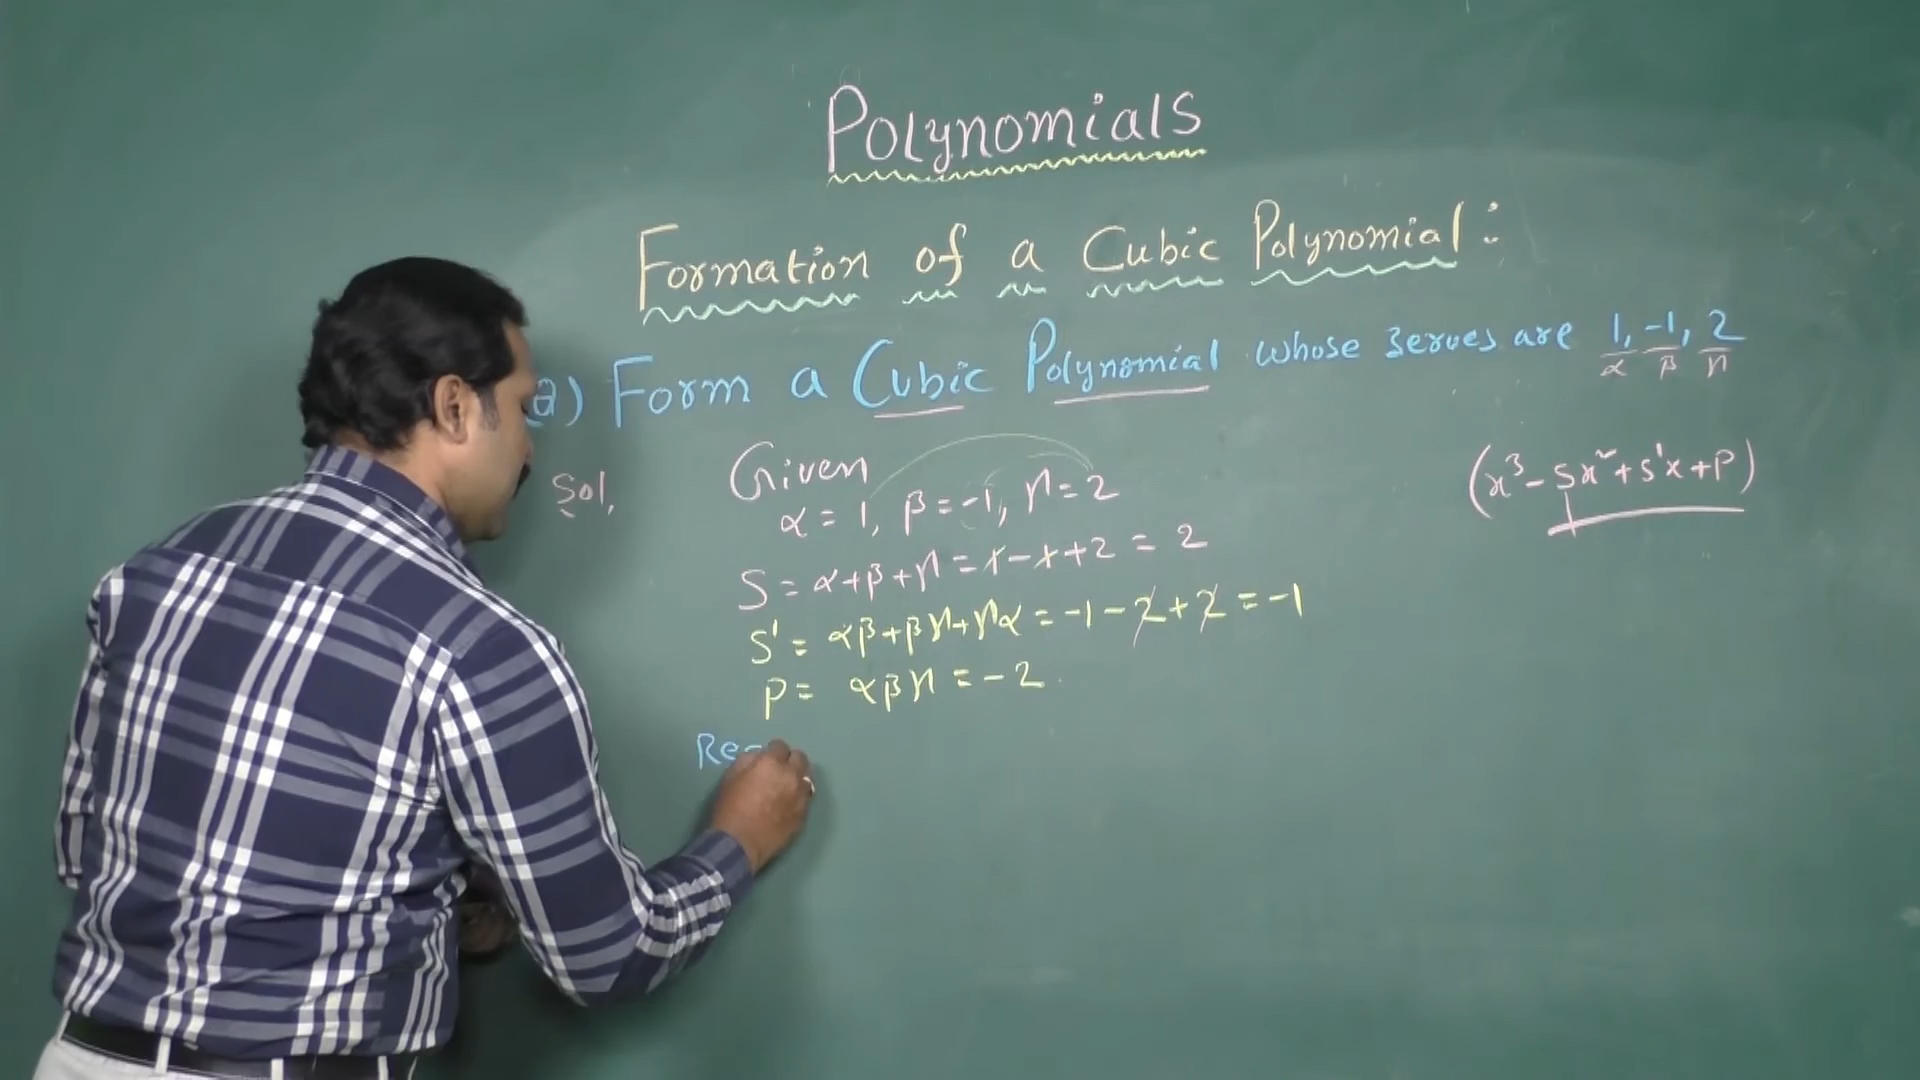 Polynomials
Formation of a Cubic Polynomial:
Q) Form a Cubic Polynomial whose zeroes are 1, -1, 2
α β γ
Sol, Given
α = 1, β = -1, γ = 2
(x³ - Sx² + S'x + P)
S = α+β+γ = 1 - 1 + 2 = 2
S' = αβ+βγ+γα = -1 - 2 + 2 = -1
P = αβγ = -2